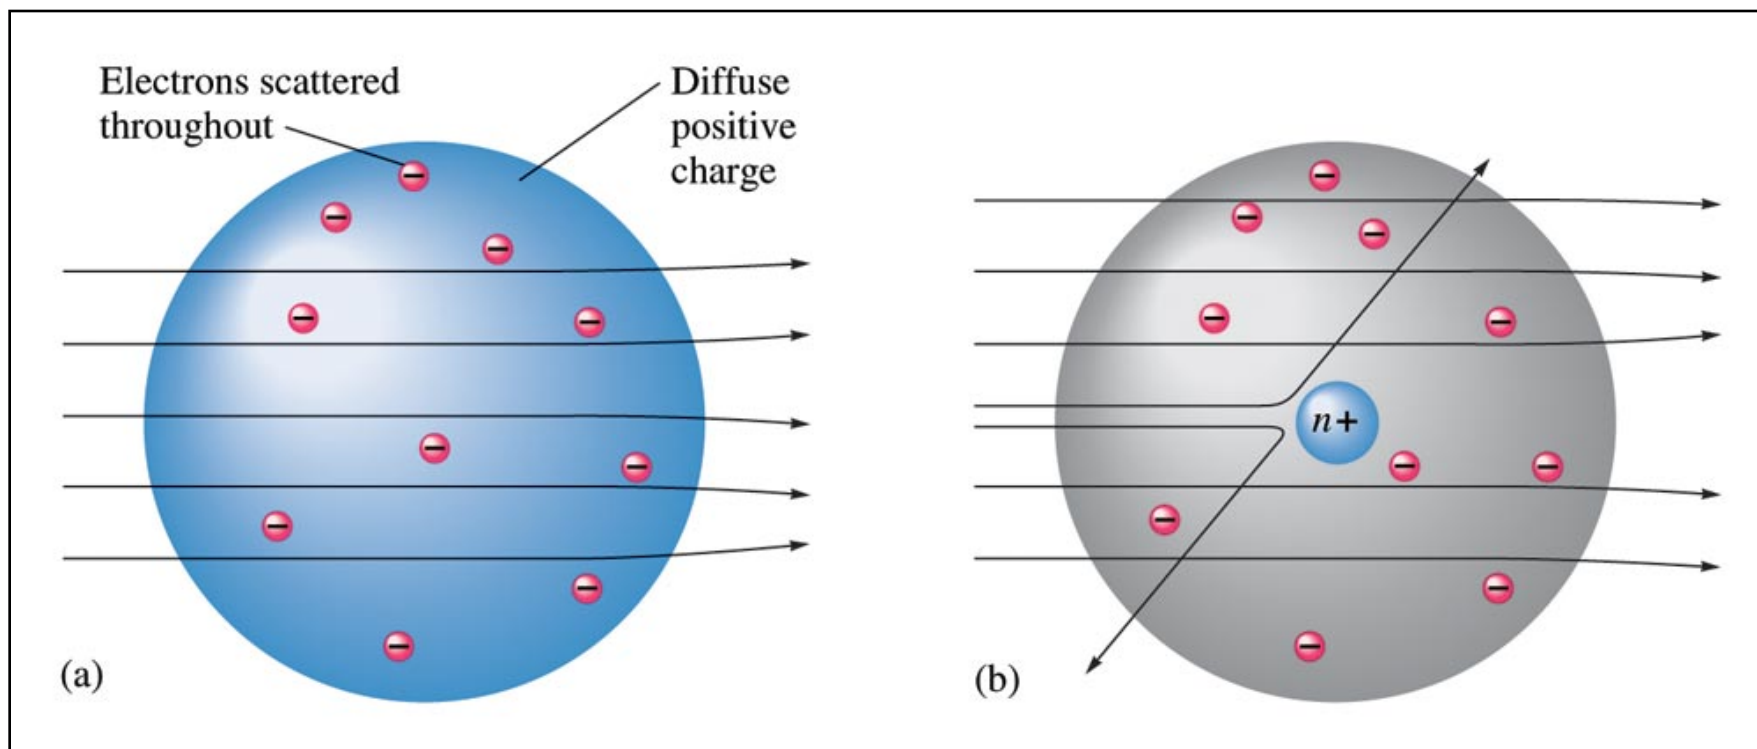 Electrons scattered
throughout
Diffuse
positive
charge
n+
(a)
(b)